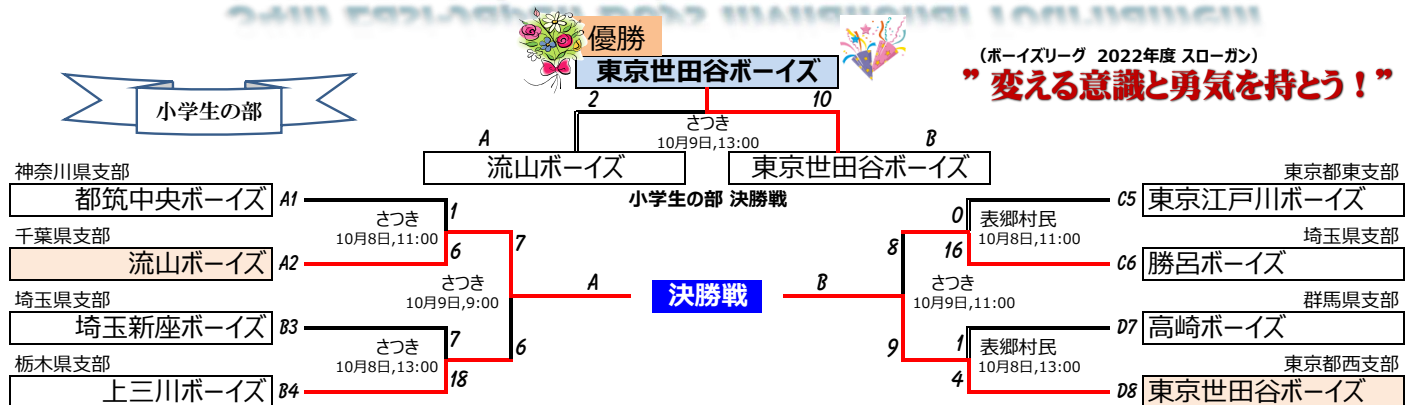 優勝
東京世田谷ボーイズ
(ボーイズリーグ 2022年度 スローガン)
”変える意識と勇気を持とう!”
小学生の部
2 10
さつき
10月9日,13:00
A B
流山ボーイズ 東京世田谷ボーイズ
小学生の部 決勝戦
神奈川県支部
都筑中央ボーイズ A1
千葉県支部
流山ボーイズ A2
埼玉県支部
埼玉新座ボーイズ B3
栃木県支部
上三川ボーイズ B4
さつき
10月8日,11:00
1
6
さつき
10月8日,13:00
7
18
さつき
10月9日,9:00
7
6
A 決勝戦 B
8
9
さつき
10月9日,11:00
0
16
表郷村民
10月8日,11:00
1
4
表郷村民
10月8日,13:00
東京都東支部
C5 東京江戸川ボーイズ
埼玉県支部
C6 勝呂ボーイズ
群馬県支部
D7 高崎ボーイズ
東京都西支部
D8 東京世田谷ボーイズ